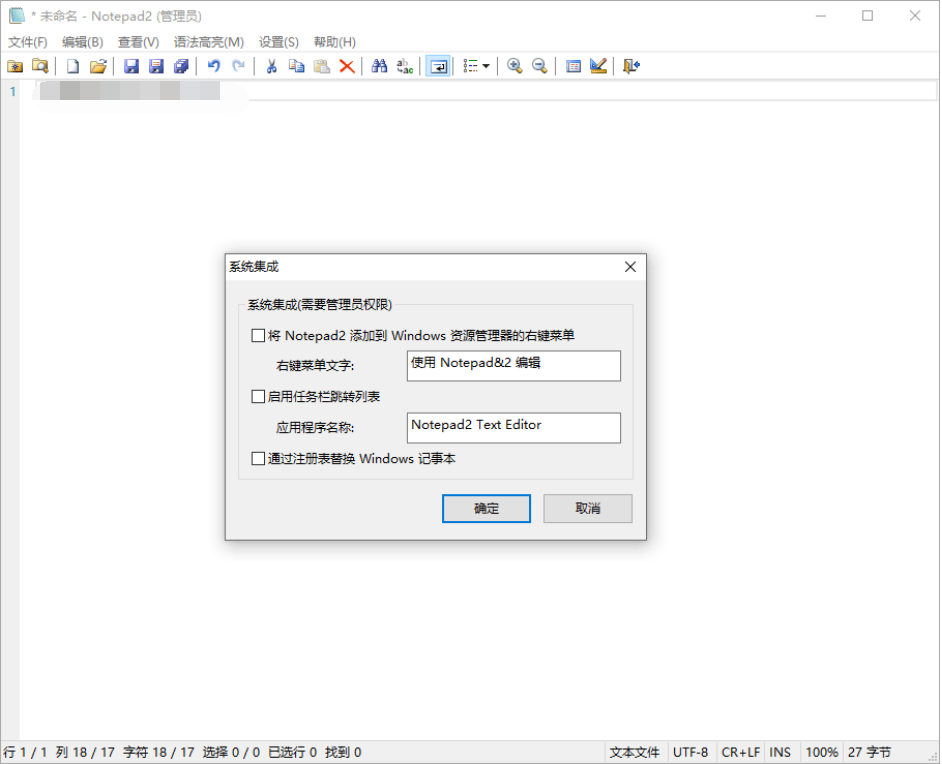 * 未命名 - Notepad2 (管理员)
文件(F) 编辑(B) 查看(V) 语法高亮(M) 设置(S) 帮助(H)
ab ac
1
系统集成
系统集成(需要管理员权限)
将 Notepad2 添加到 Windows 资源管理器的右键菜单
右键菜单文字: 使用 Notepad&2 编辑
启用任务栏跳转列表
应用程序名称: Notepad2 Text Editor
通过注册表替换 Windows 记事本
确定 取消
行 1 / 1 列 18 / 17 字符 18 / 17 选择 0 / 0 已选行 0 找到 0 文本文件 UTF-8 CR+LF INS 100% 27 字节